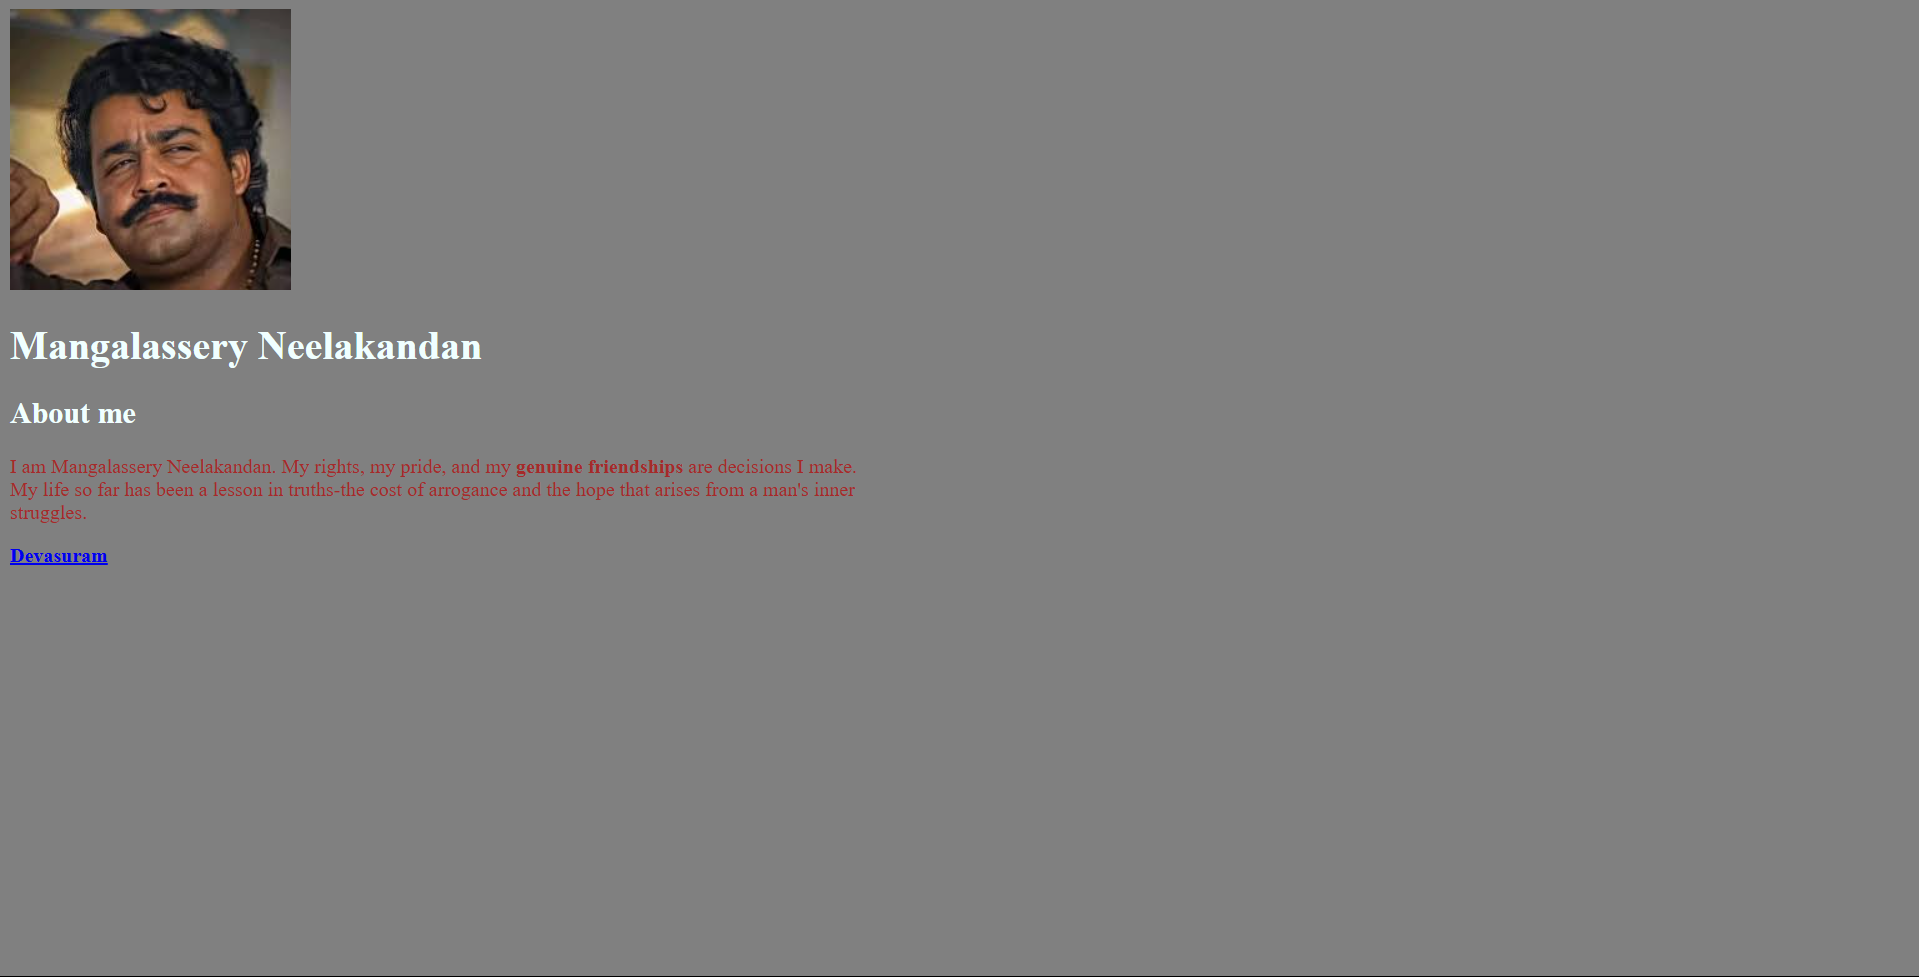 Mangalassery Neelakandan
About me
I am Mangalassery Neelakandan. My rights, my pride, and my genuine friendships are decisions I make.
My life so far has been a lesson in truths-the cost of arrogance and the hope that arises from a man's inner
struggles.
Devasuram